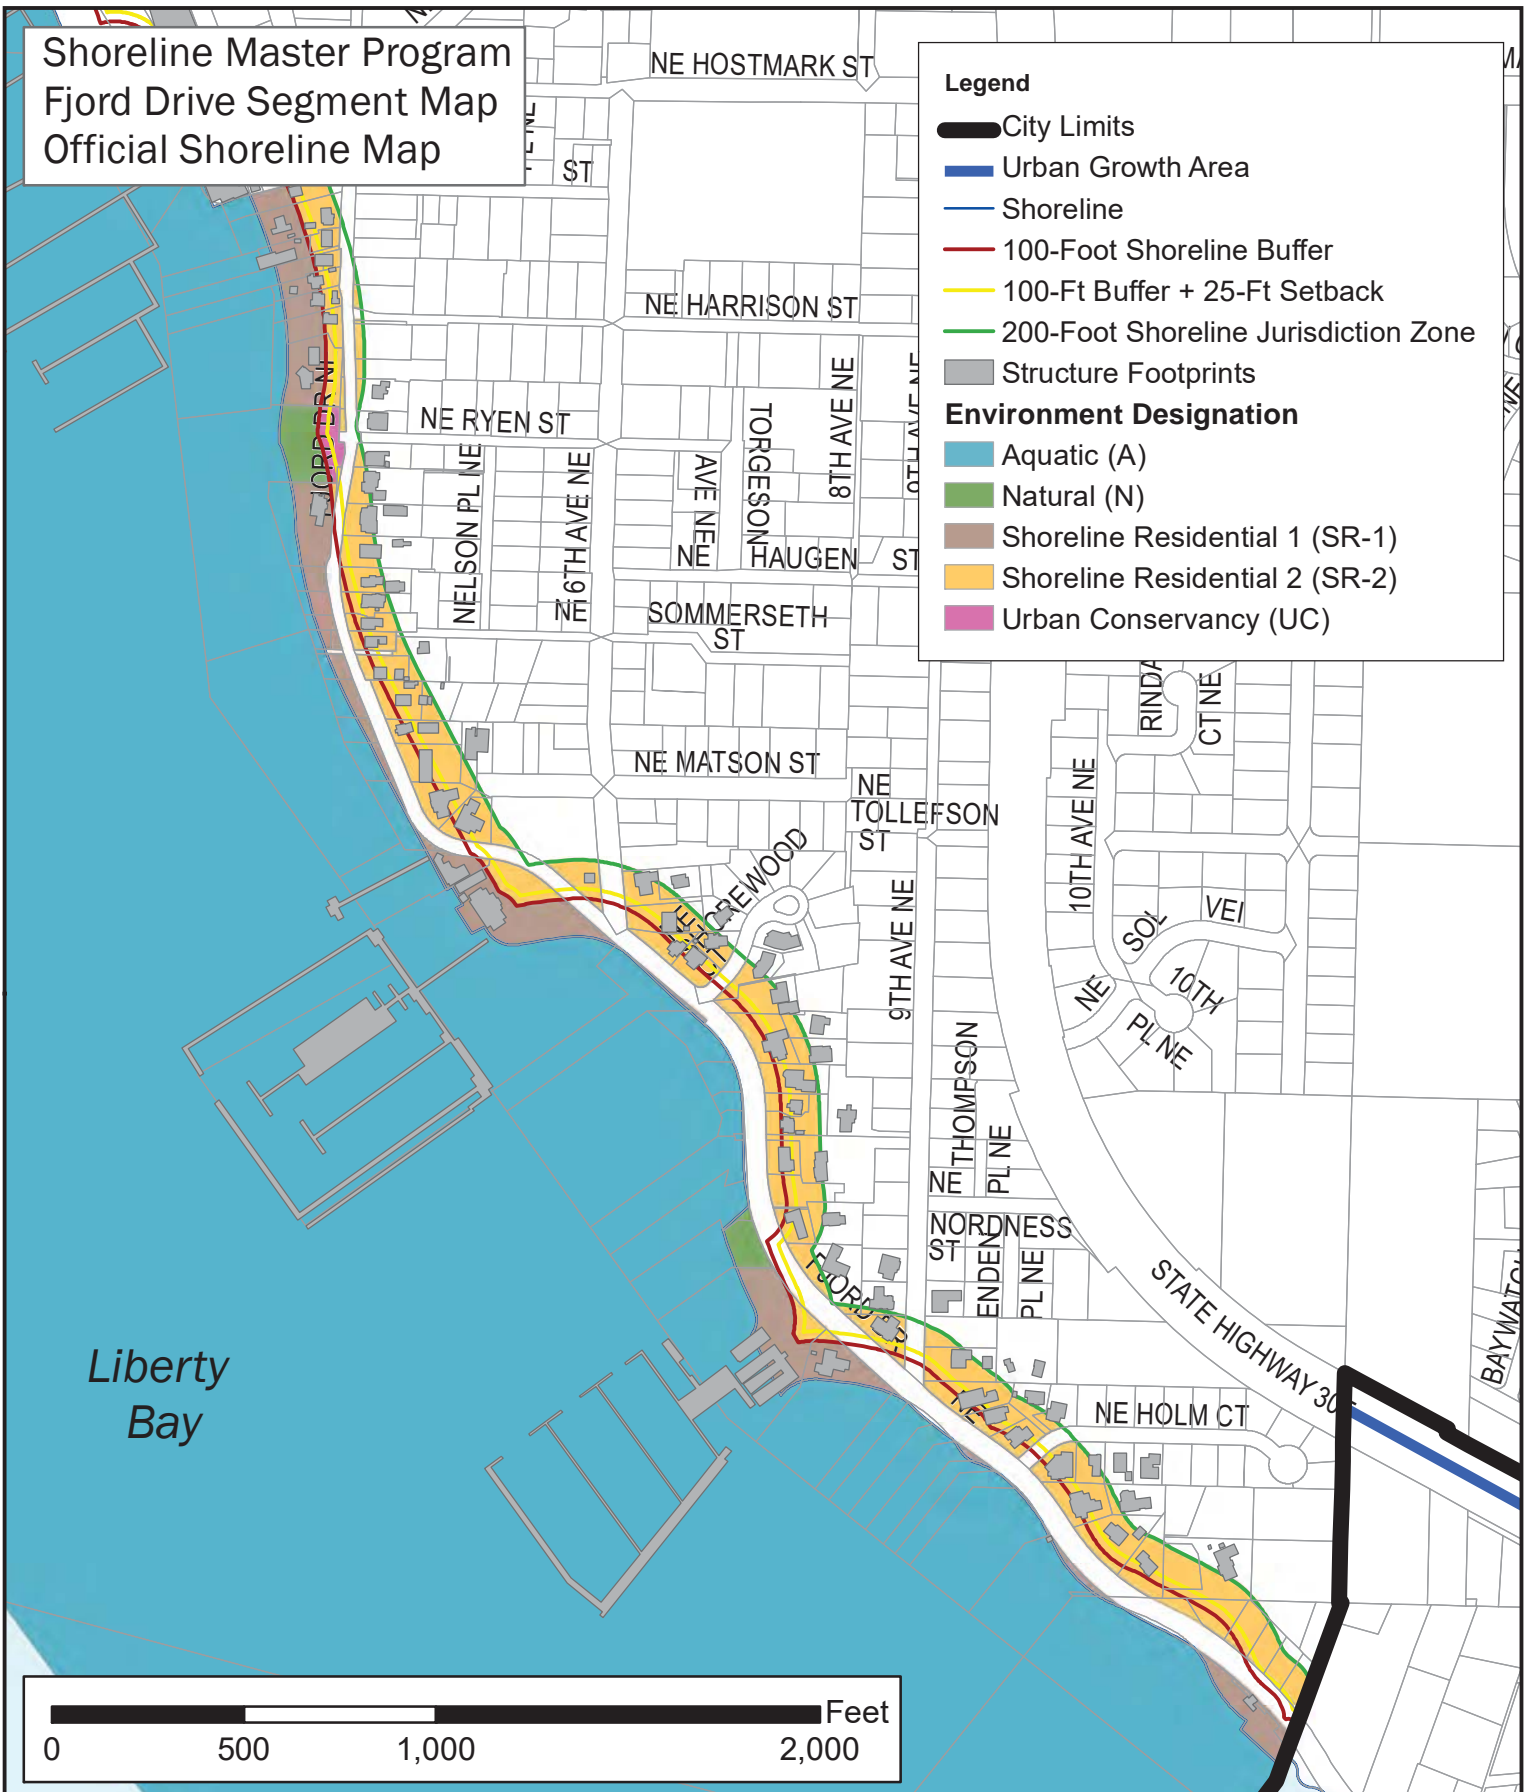 Shoreline Master Program
Fjord Drive Segment Map
Official Shoreline Map
Legend
City Limits
Urban Growth Area
Shoreline
100-Foot Shoreline Buffer
100-Ft Buffer + 25-Ft Setback
200-Foot Shoreline Jurisdiction Zone
Structure Footprints
Environment Designation
Aquatic (A)
Natural (N)
Shoreline Residential 1 (SR-1)
Shoreline Residential 2 (SR-2)
Urban Conservancy (UC)
NE HOSTMARK ST
ST
NE HARRISON ST
NE RYEN ST
NELSON PL NE
6TH AVE NE
NE
AVE NE
TORGESON
8TH AVE NE
NE HAUGEN ST
SOMMERSETH
ST
NE MATSON ST
NE
TOLLEFSON
ST
RINDA
CT NE
10TH AVE NE
9TH AVE NE
SOL
VEI
NE
10TH
PL NE
THOMPSON
PL NE
NE
NORDNESS
ST
ENDEN
PL NE
STATE HIGHWAY 305
BAYWATCH
NE HOLM CT
NE
Liberty
Bay
Feet
0 500 1,000 2,000